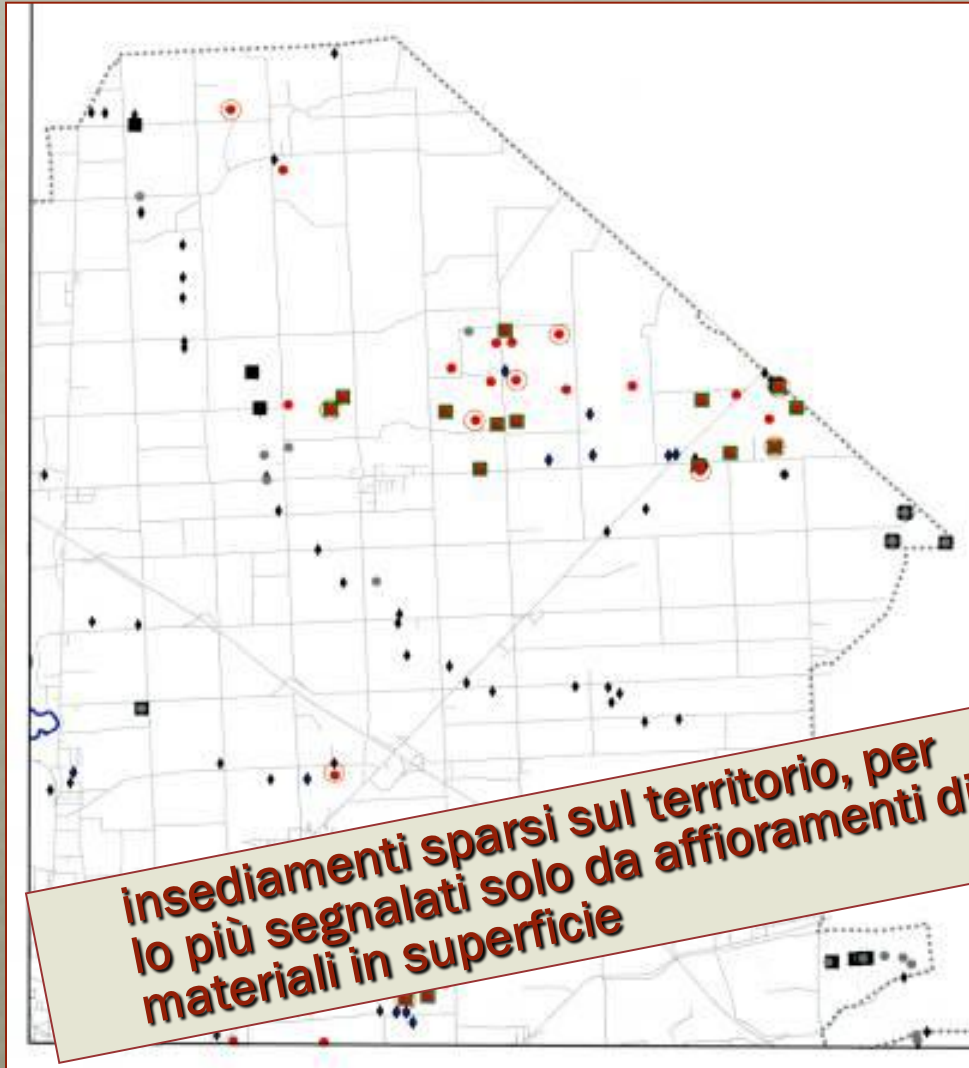 insediamenti sparsi sul territorio, per
lo più segnalati solo da affioramenti di
materiali in superficie